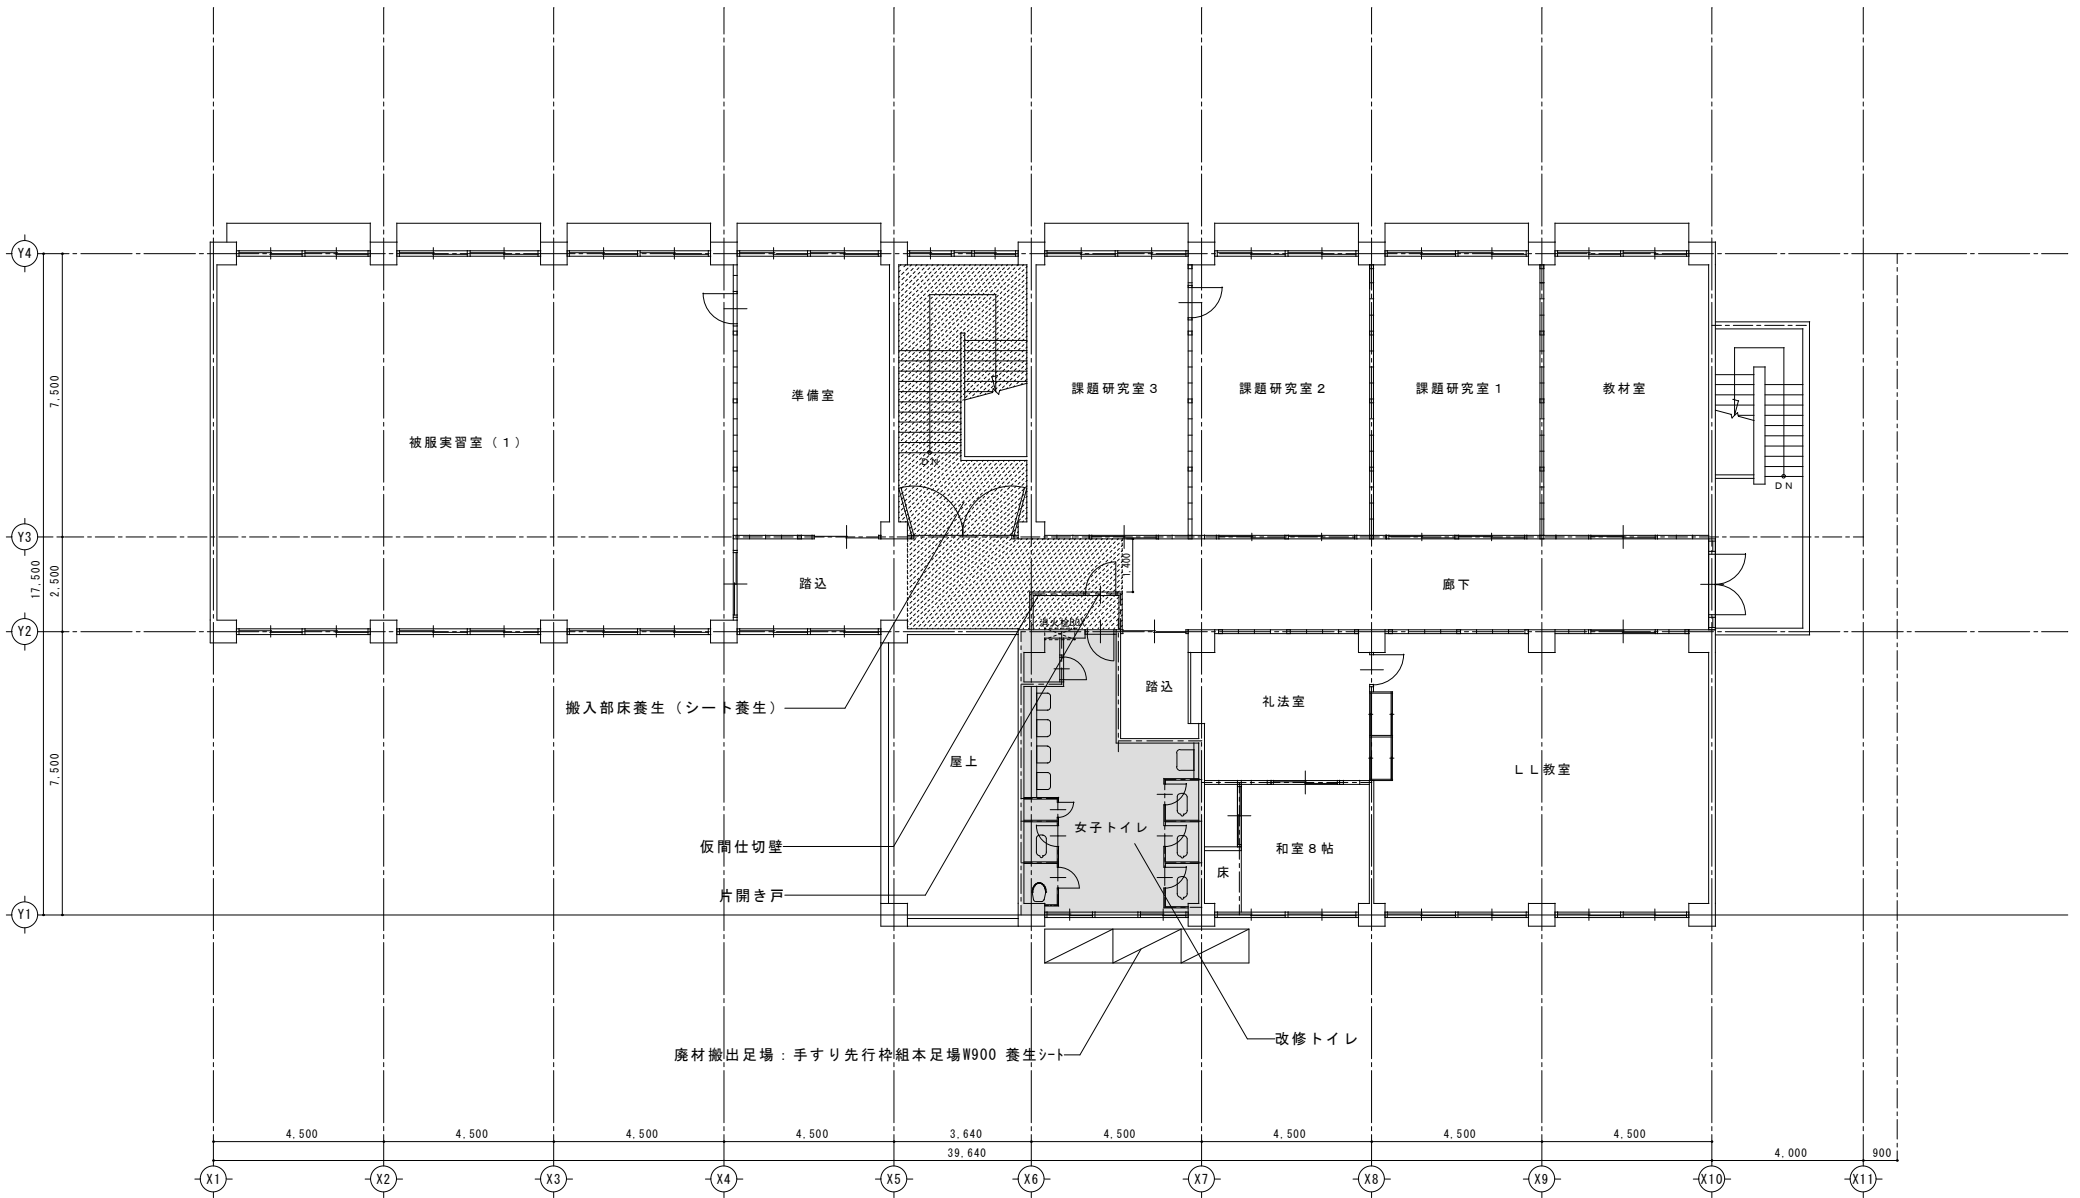 Y4
7,500
準備室
課題研究室３
課題研究室２
課題研究室１
教材室
被服実習室（１）
DN
DN
Y3
17,500
2,500
踏込
1,400
廊下
Y2
消火栓BOX
踏込
礼法室
搬入部床養生（シート養生）
屋上
ＬＬ教室
7,500
女子トイレ
仮間仕切壁
和室８帖
床
片開き戸
Y1
改修トイレ
廃材搬出足場：手すり先行枠組本足場W900 養生シート
4,500
4,500
4,500
4,500
3,640
4,500
4,500
4,500
4,500
39,640
4,000
900
X1
X2
X3
X4
X5
X6
X7
X8
X9
X10
X11